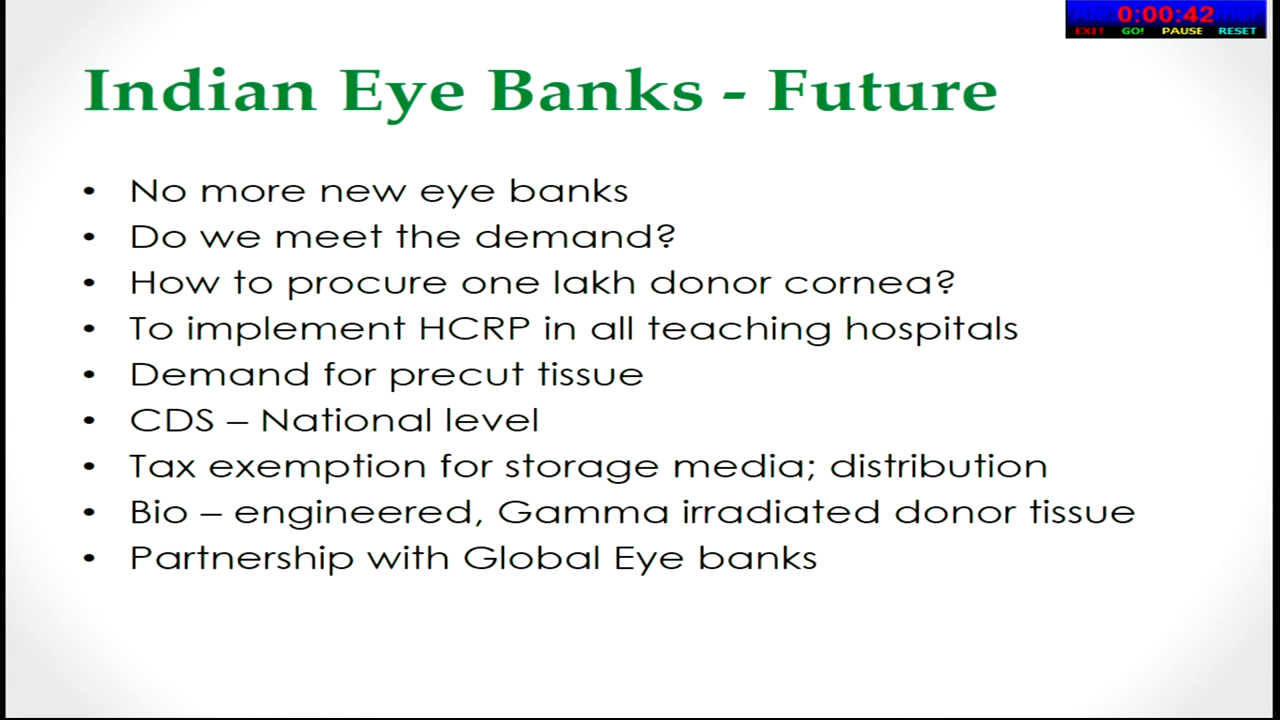 0:00:42
EXIT GO! PAUSE RESET
Indian Eye Banks - Future
• No more new eye banks
• Do we meet the demand?
• How to procure one lakh donor cornea?
• To implement HCRP in all teaching hospitals
• Demand for precut tissue
• CDS – National level
• Tax exemption for storage media; distribution
• Bio – engineered, Gamma irradiated donor tissue
• Partnership with Global Eye banks